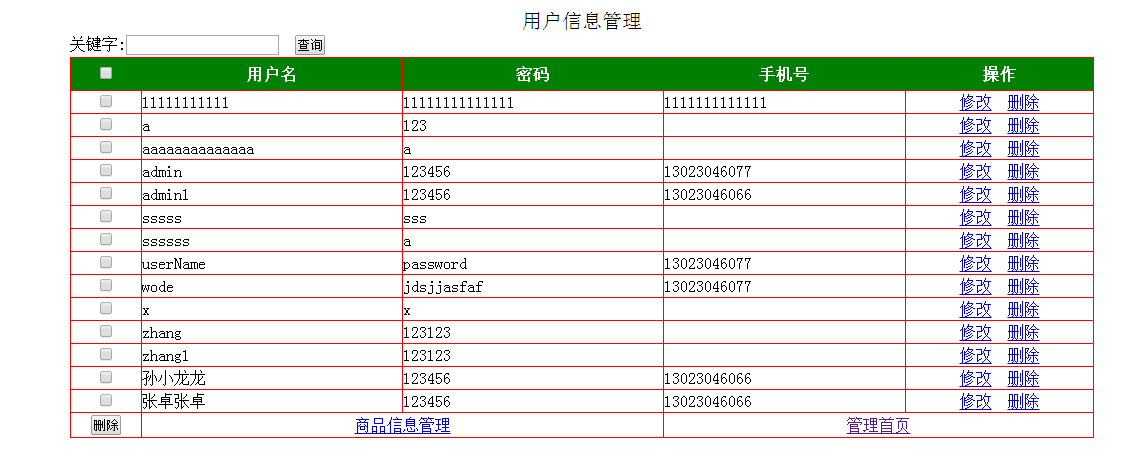 用户信息管理
关键字: 查询
用户名 密码 手机号 操作
11111111111 11111111111111 1111111111111 修改 删除
a 123 修改 删除
aaaaaaaaaaaaaa a 修改 删除
admin 123456 13023046077 修改 删除
admin1 123456 13023046066 修改 删除
sssss sss 修改 删除
ssssss a 修改 删除
userName password 13023046077 修改 删除
wode jdsjjasfaf 13023046077 修改 删除
x x 修改 删除
zhang 123123 修改 删除
zhang1 123123 修改 删除
孙小龙龙 123456 13023046066 修改 删除
张卓张卓 123456 13023046066 修改 删除
删除 商品信息管理 管理首页